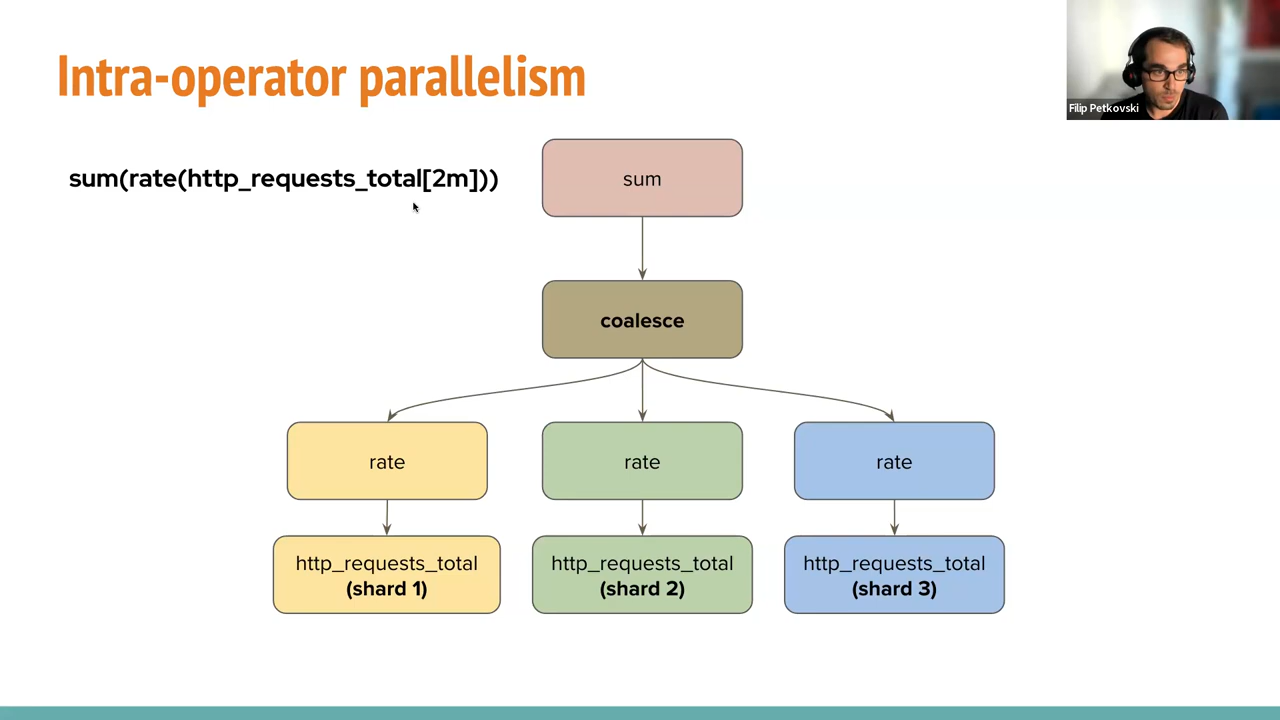 Intra-operator parallelism
Filip Petkovski
sum(rate(http_requests_total[2m]))
sum
coalesce
rate
rate
rate
http_requests_total
(shard 1)
http_requests_total
(shard 2)
http_requests_total
(shard 3)